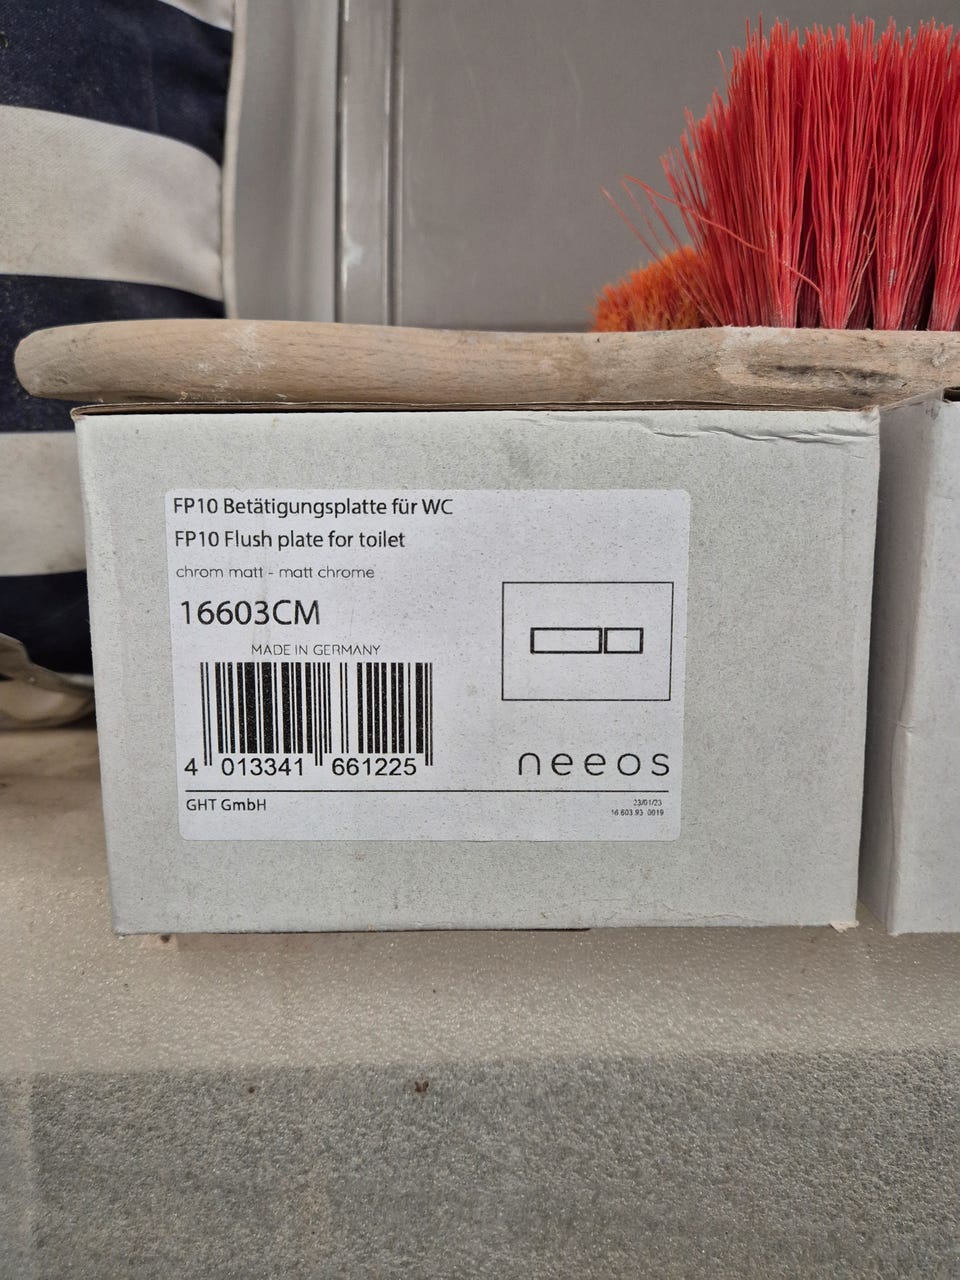 FP10 Betätigungsplatte für WC
FP10 Flush plate for toilet
chrom matt - matt chrome
16603CM
MADE IN GERMANY
4 013341 661225
neeos
GHT GmbH
23/01/23
16 603 93 0019